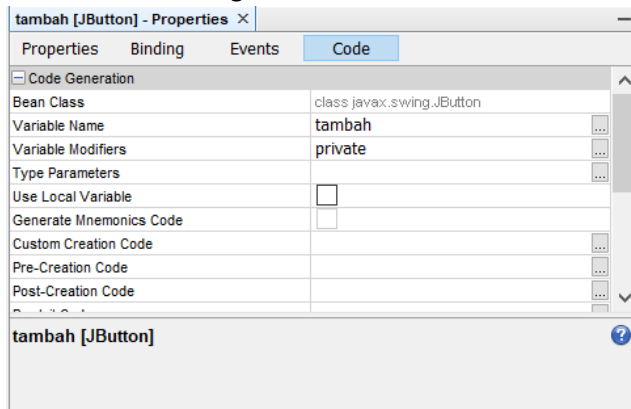 tambah [JButton] - Properties ×
Properties Binding Events Code
Code Generation
Bean Class class javax.swing.JButton
Variable Name tambah ...
Variable Modifiers private ...
Type Parameters ...
Use Local Variable
Generate Mnemonics Code
Custom Creation Code ...
Pre-Creation Code ...
Post-Creation Code ...
tambah [JButton] ?